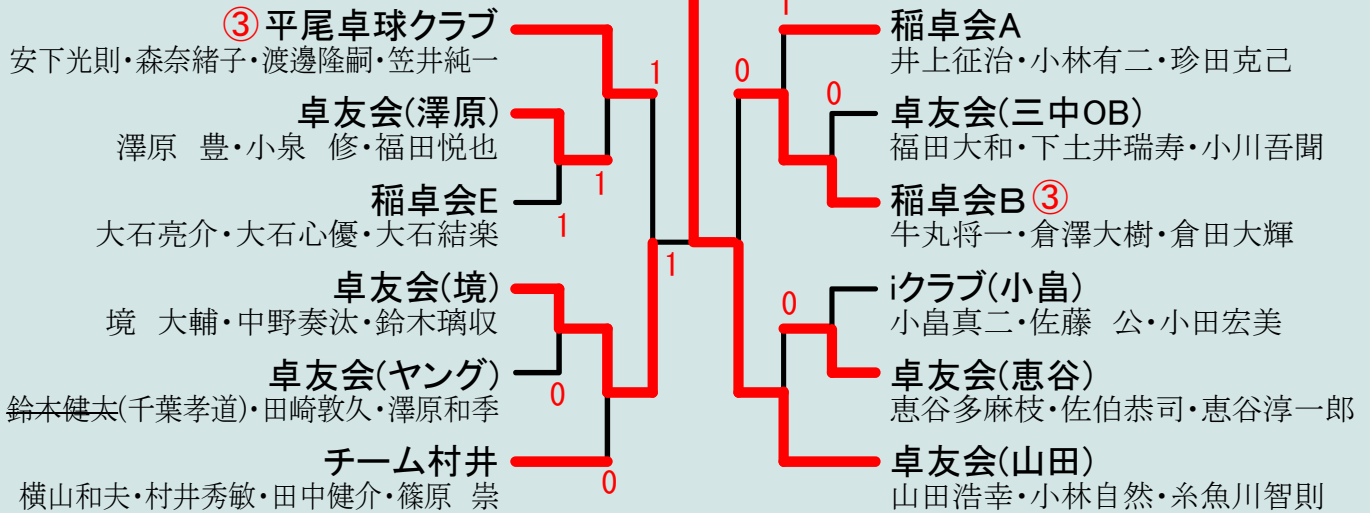 ③平尾卓球クラブ
安下光則・森奈緒子・渡邊隆嗣・笠井純一
卓友会(澤原)
澤原 豊・小泉 修・福田悦也
稲卓会E
大石亮介・大石心優・大石結楽
卓友会(境)
境 大輔・中野奏汰・鈴木璃収
卓友会(ヤング)
鈴木健太(千葉孝道)・田崎敦久・澤原和季
チーム村井
横山和夫・村井秀敏・田中健介・篠原 崇
1
1
1
0
0
1
1
0
0
0
稲卓会A
井上征治・小林有二・珍田克己
卓友会(三中OB)
福田大和・下土井瑞寿・小川吾聞
稲卓会B③
牛丸将一・倉澤大樹・倉田大輝
iクラブ(小畠)
小畠真二・佐藤 公・小田宏美
卓友会(恵谷)
恵谷多麻枝・佐伯恭司・恵谷淳一郎
卓友会(山田)
山田浩幸・小林自然・糸魚川智則